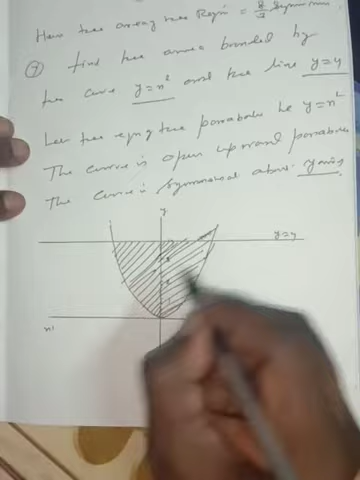 Hence the area of the Region = 8/3 sq. units
9 find the area bounded by
the curve y=x² and the line y=4
Let the eqn of the parabola be y=x²
The curve is open upward parabola
The curve is symmetrical about yaxis.
y
y=4
x'